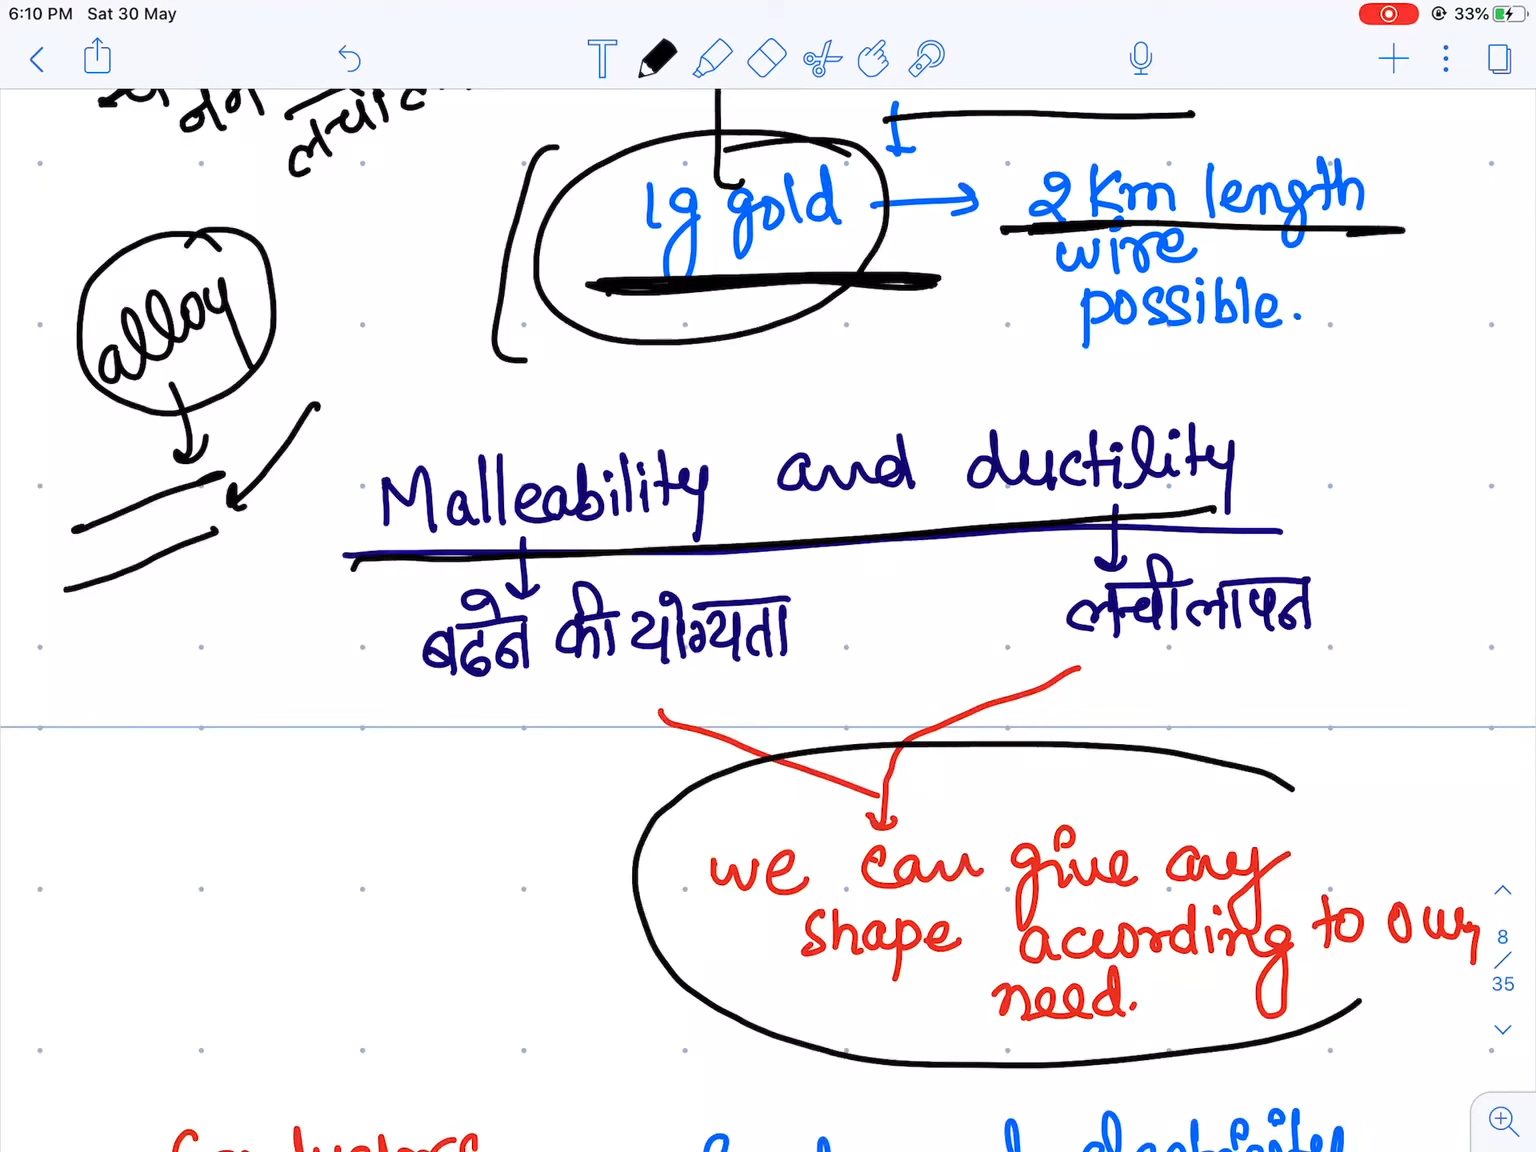 6:10 PM Sat 30 May
33%
1g gold → 2 Km length
wire
possible.
alloy
Malleability and ductility
बढने की योग्यता
लचीलापन
we can give any
shape according to our
need.
8
/
35